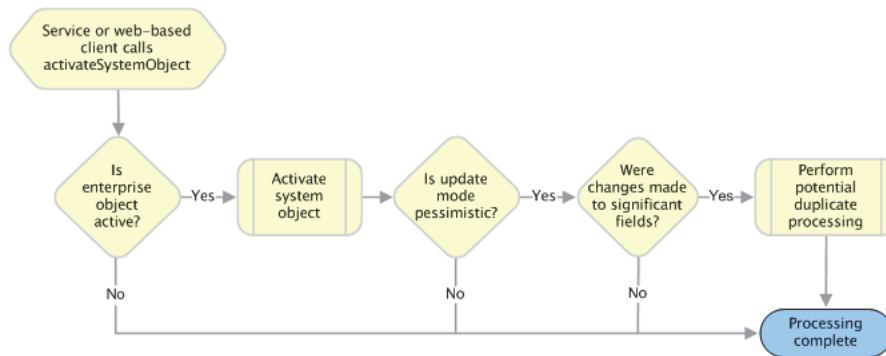 Service or web-based
client calls
activateSystemObject
Is
enterprise
object
active?
Yes
Activate
system
object
Is update
mode
pessimistic?
Yes
Were
changes made
to significant
fields?
Yes
Perform
potential
duplicate
processing
No
No
No
Processing
complete